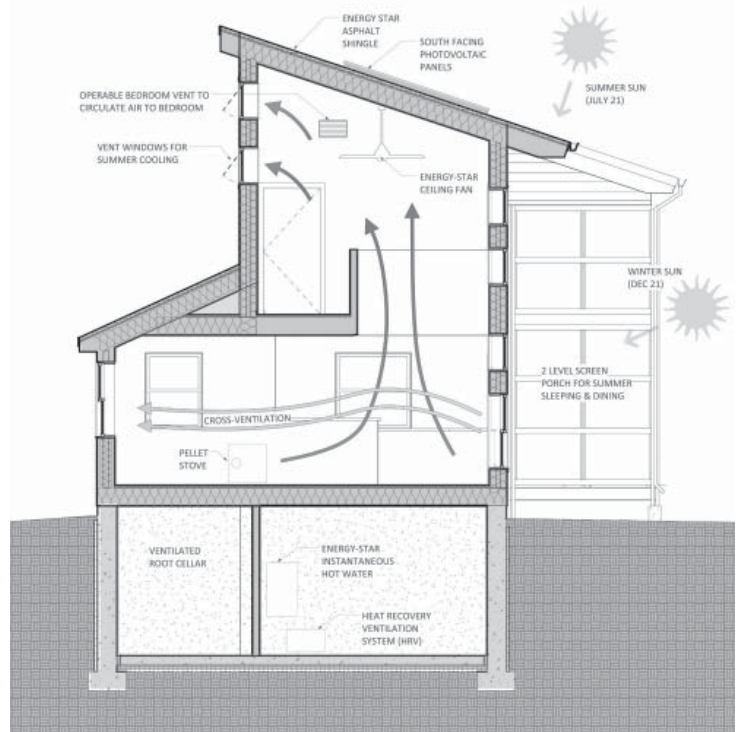 ENERGY STAR
ASPHALT
SHINGLE
SOUTH FACING
PHOTOVOLTAIC
PANELS
SUMMER SUN
(JULY 21)
OPERABLE BEDROOM VENT TO
CIRCULATE AIR TO BEDROOM
VENT WINDOWS FOR
SUMMER COOLING
ENERGY-STAR
CEILING FAN
WINTER SUN
(DEC 21)
2 LEVEL SCREEN
PORCH FOR SUMMER
SLEEPING & DINING
CROSS-VENTILATION
PELLET
STOVE
VENTILATED
ROOT CELLAR
ENERGY-STAR
INSTANTANEOUS
HOT WATER
HEAT RECOVERY
VENTILATION
SYSTEM (HRV)